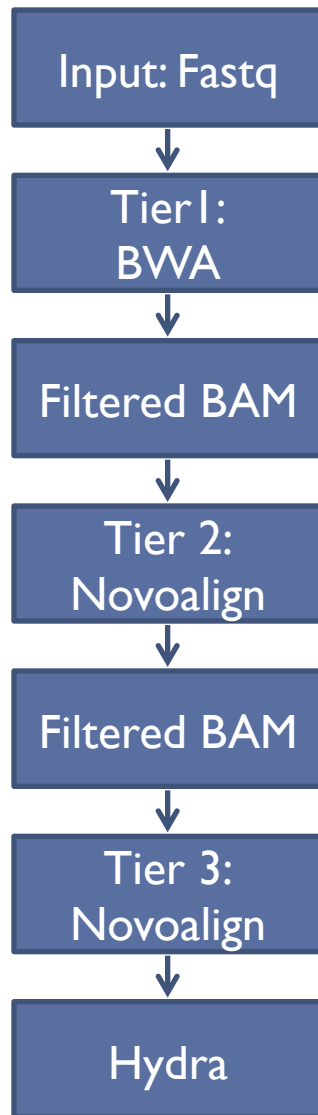 Input: Fastq
Tier1:
BWA
Filtered BAM
Tier 2:
Novoalign
Filtered BAM
Tier 3:
Novoalign
Hydra